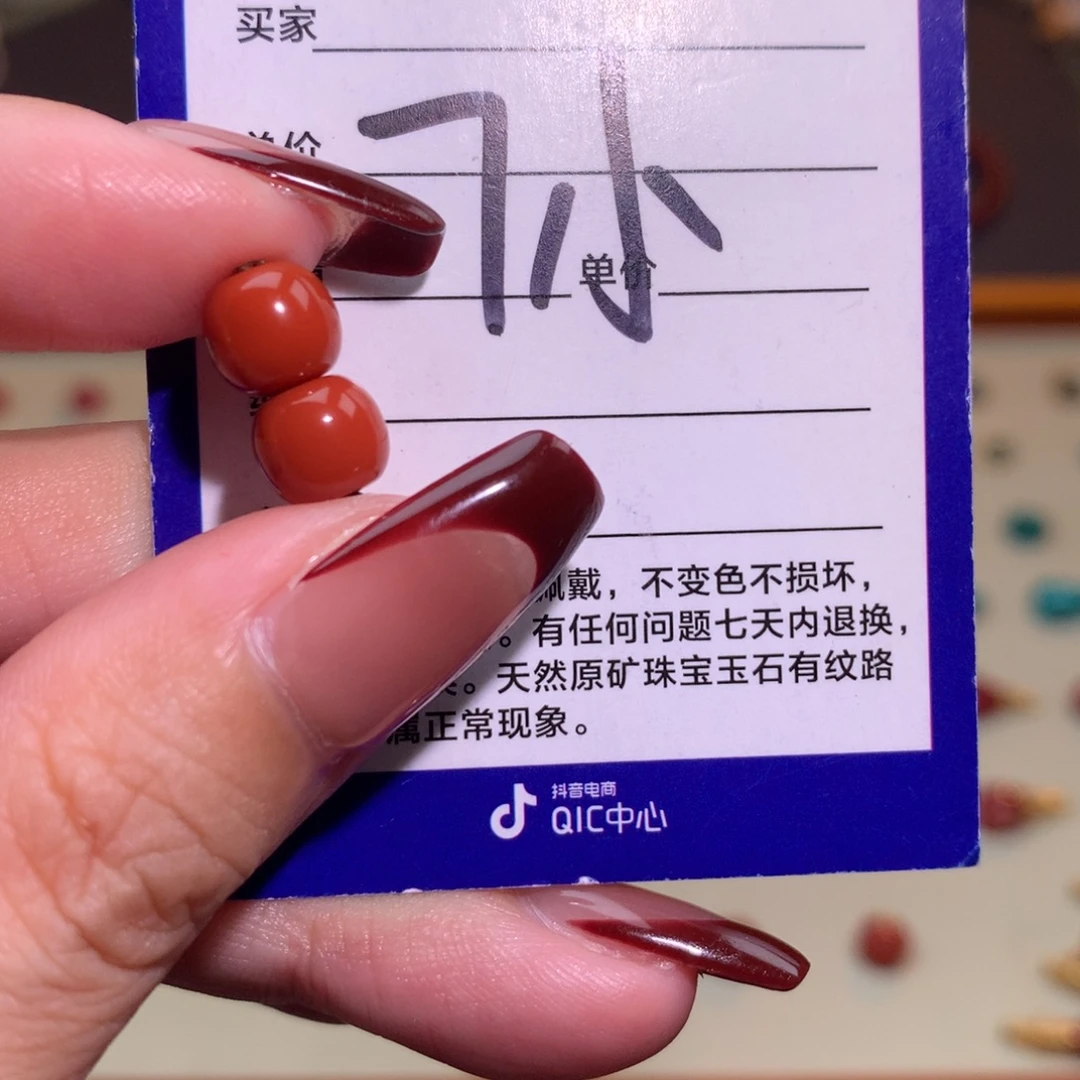 买家
单价
小
单价
佩戴，不变色不损坏，
。有任何问题七天内退换，
。天然原矿珠宝玉石有纹路
属正常现象。
抖音电商
QIC中心